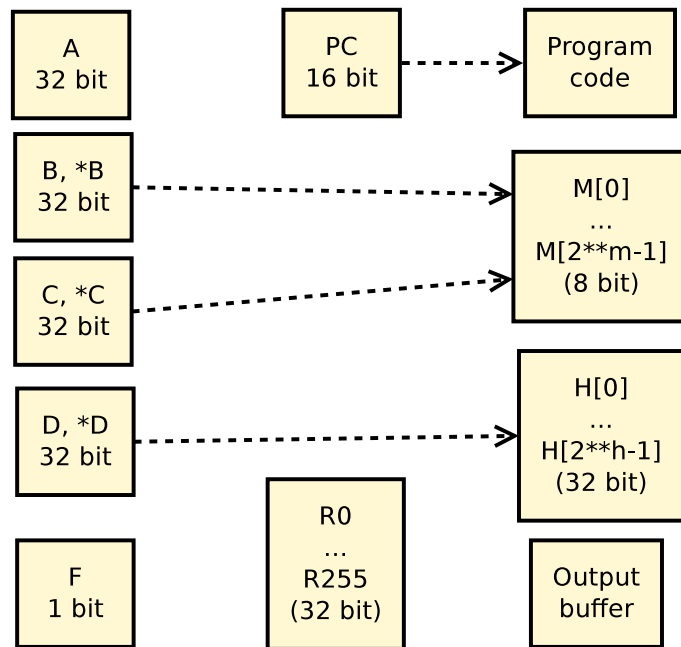 A
32 bit
PC
16 bit
Program
code
B, *B
32 bit
M[0]
...
M[2**m-1]
(8 bit)
C, *C
32 bit
D, *D
32 bit
H[0]
...
H[2**h-1]
(32 bit)
R0
...
R255
(32 bit)
F
1 bit
Output
buffer